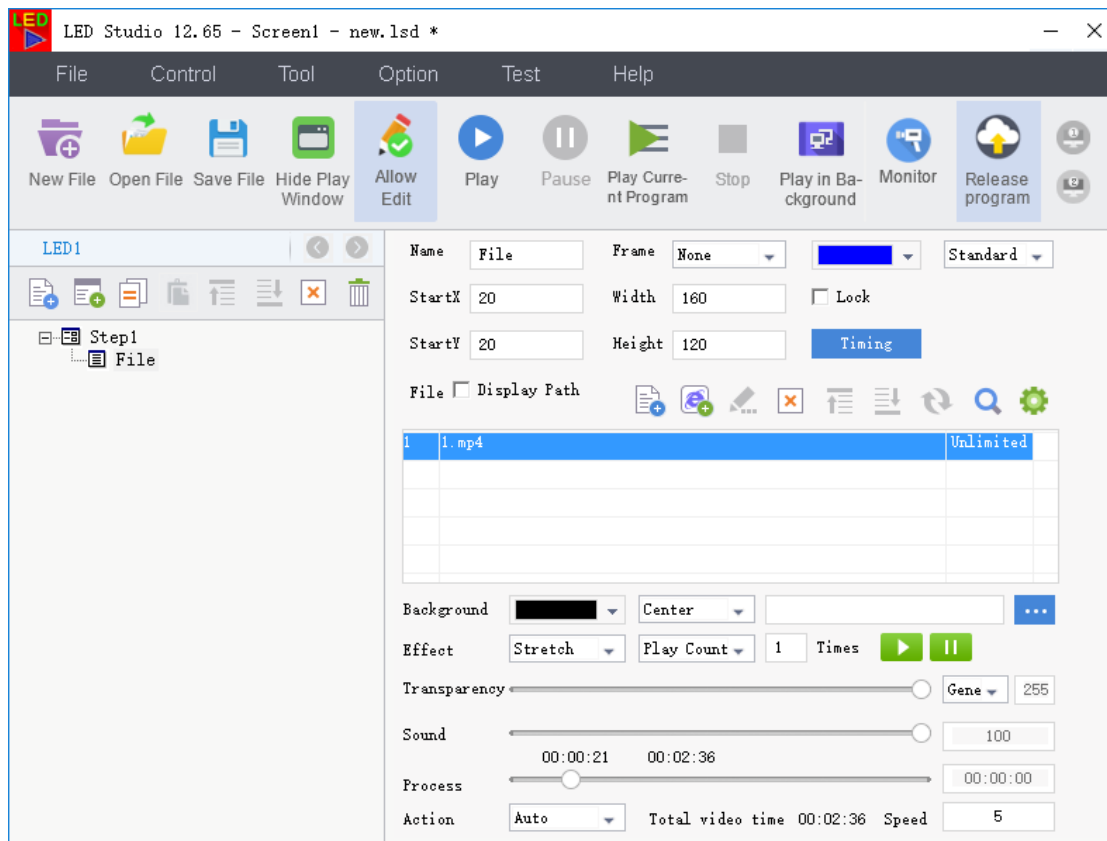 LED
LED Studio 12.65 - Screen1 - new.lsd *
File Control Tool Option Test Help
New File Open File Save File Hide Play Window Allow Edit Play Pause Play Curre-nt Program Stop Play in Ba-ckground Monitor Release program
1
2
LED1
Step1
File
Name File Frame None Standard
StartX 20 Width 160 Lock
StartY 20 Height 120 Timing
File Display Path
1 1.mp4 Unlimited
Background Center ...
Effect Stretch Play Count 1 Times
Transparency Gene 255
Sound 100
00:00:21 00:02:36
Process 00:00:00
Action Auto Total video time 00:02:36 Speed 5